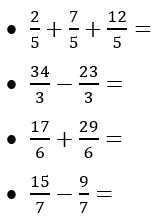 • 2/5 + 7/5 + 12/5 =
• 34/3 − 23/3 =
• 17/6 + 29/6 =
• 15/7 − 9/7 =